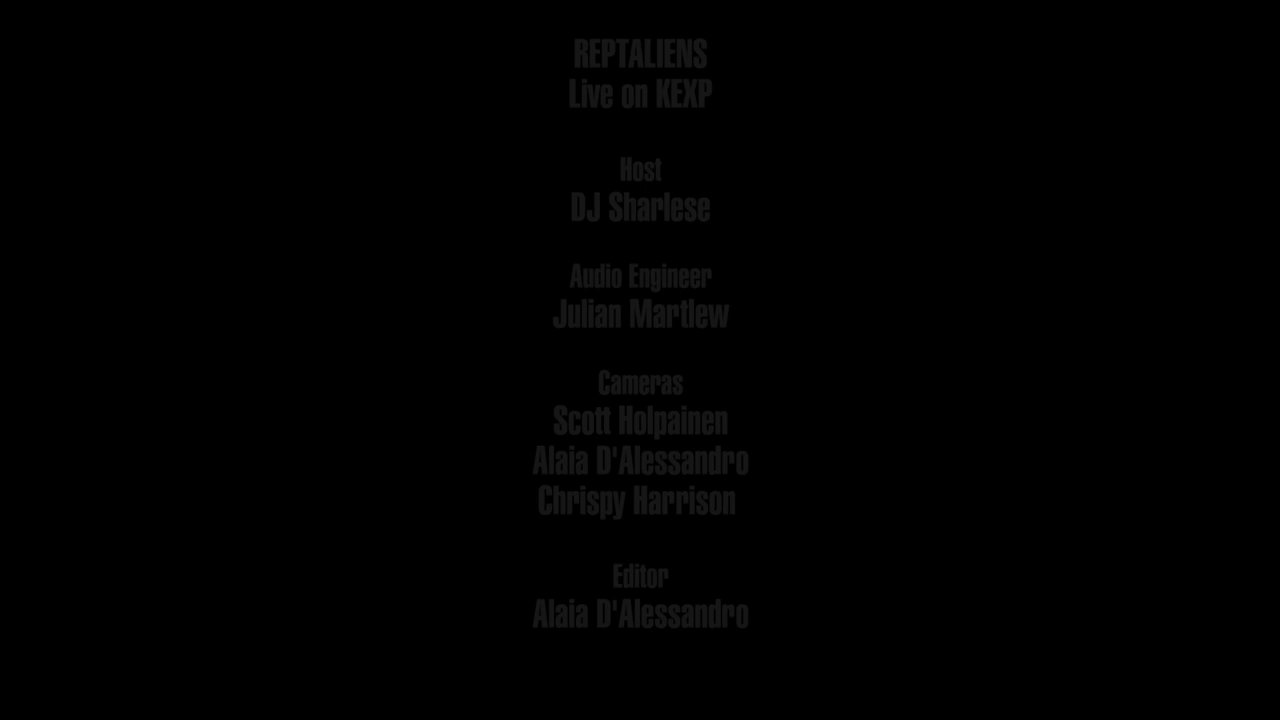 REPTALIENS
Live on KEXP
Host
DJ Sharlese
Audio Engineer
Julian Martlew
Cameras
Scott Holpainen
Alaia D'Alessandro
Chrispy Harrison
Editor
Alaia D'Alessandro